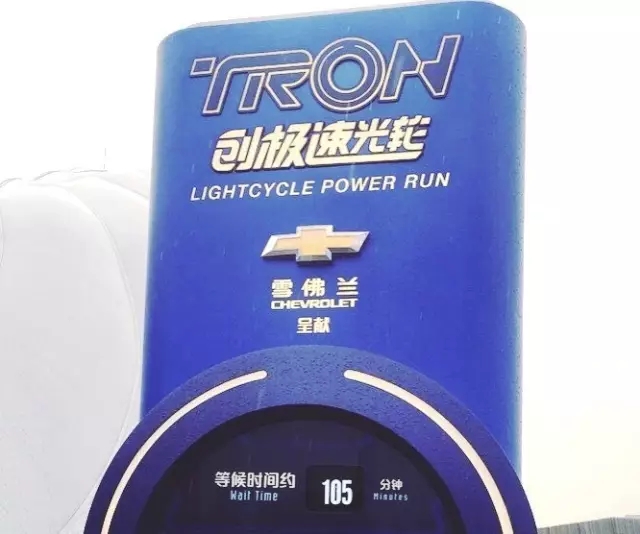 TRON
创极速光轮
LIGHTCYCLE POWER RUN
雪佛兰
CHEVROLET
呈献
等候时间约 105 分钟
Wait Time Minutes